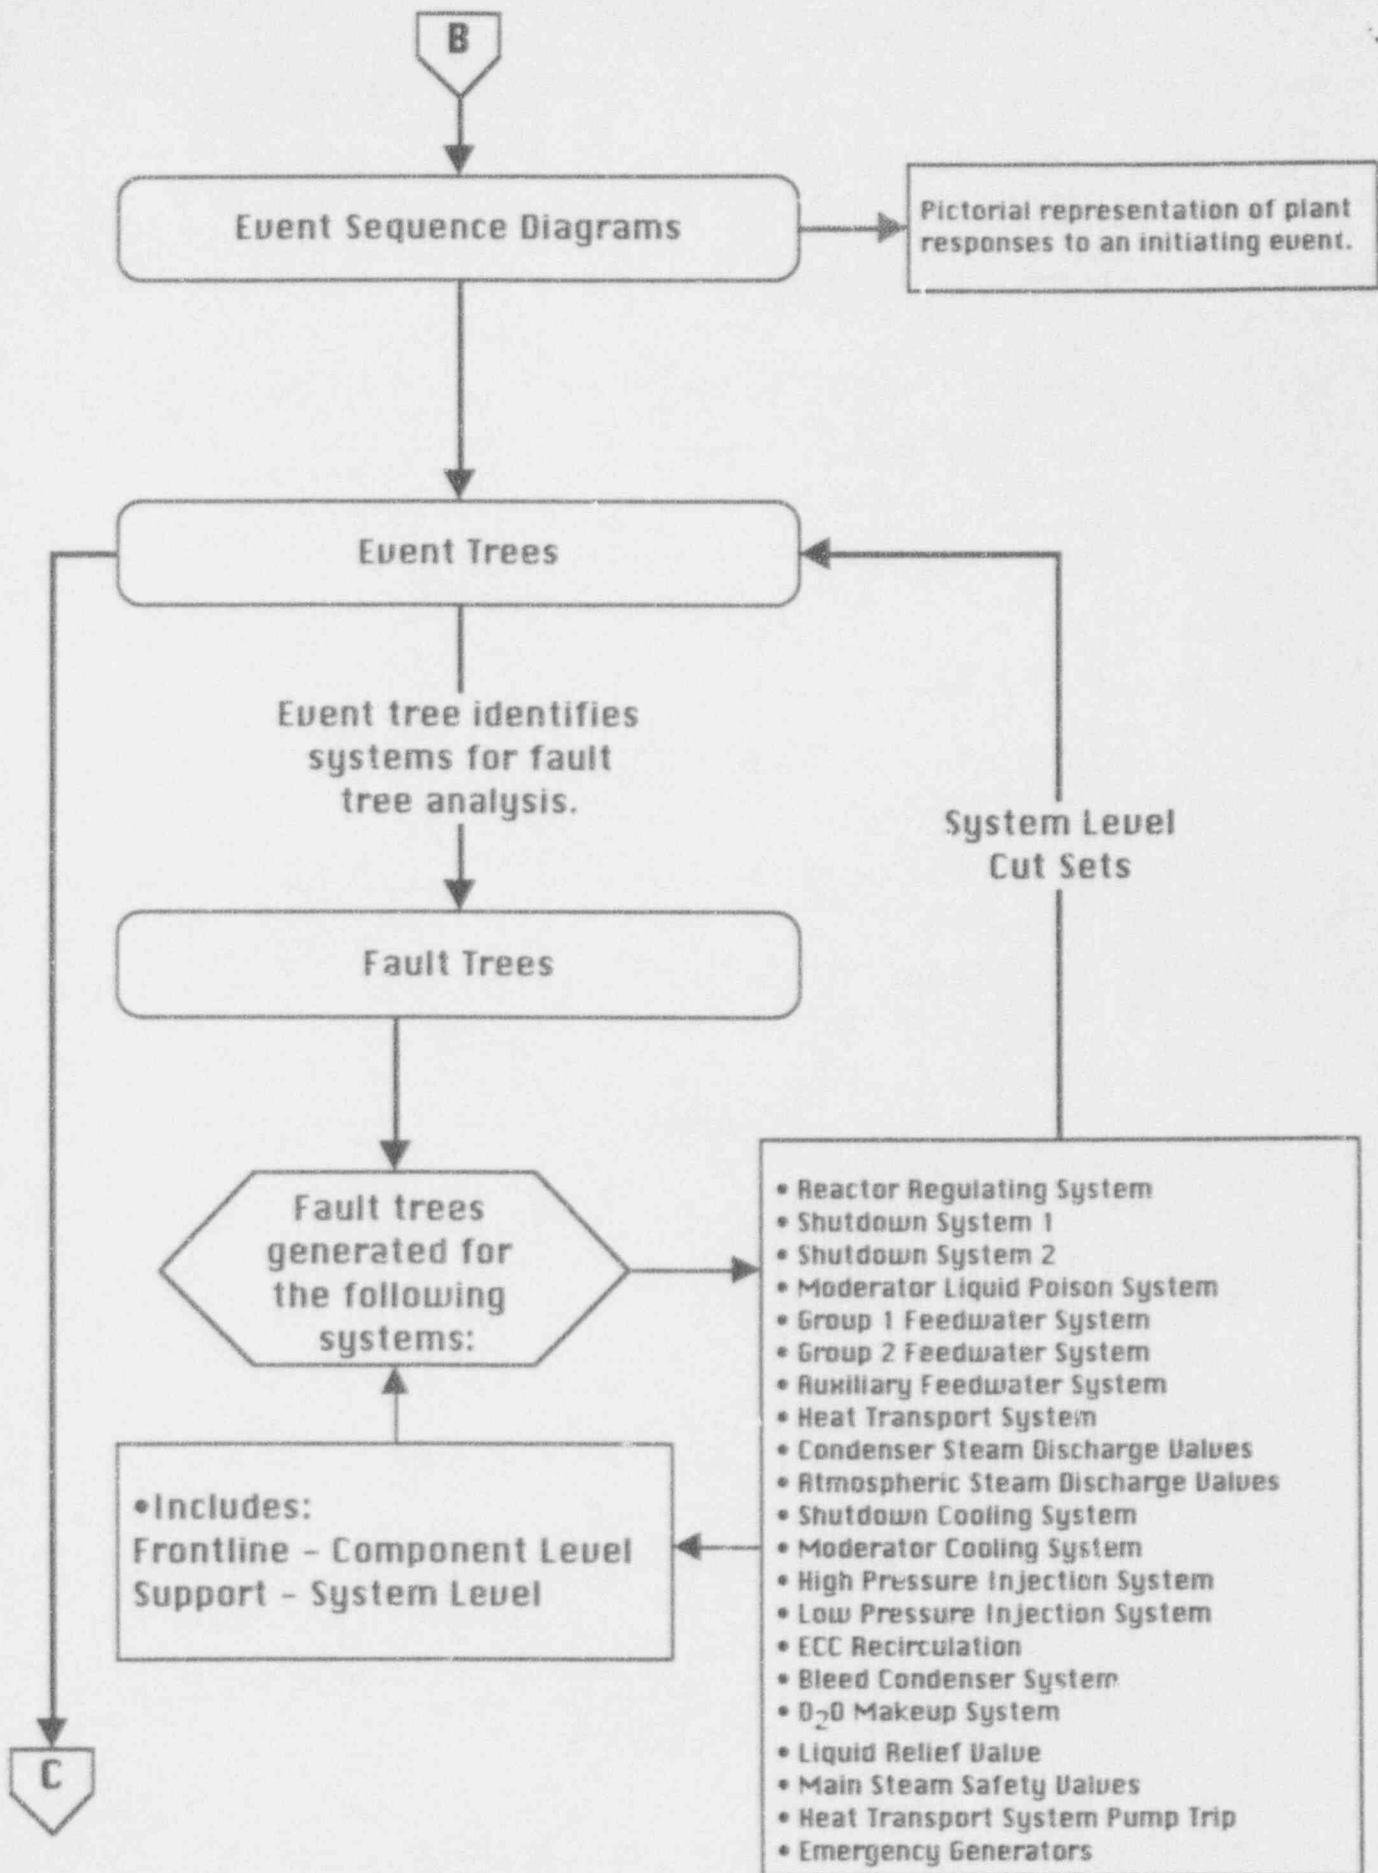 B
Event Sequence Diagrams
Pictorial representation of plant
responses to an initiating event.
Event Trees
Event tree identifies
systems for fault
tree analysis.
System Level
Cut Sets
Fault Trees
Fault trees
generated for
the following
systems:
• Reactor Regulating System
• Shutdown System 1
• Shutdown System 2
• Moderator Liquid Poison System
• Group 1 Feedwater System
• Group 2 Feedwater System
• Auxiliary Feedwater System
• Heat Transport System
• Condenser Steam Discharge Valves
• Atmospheric Steam Discharge Valves
• Shutdown Cooling System
• Moderator Cooling System
• High Pressure Injection System
• Low Pressure Injection System
• ECC Recirculation
• Bleed Condenser System
• D₂O Makeup System
• Liquid Relief Valve
• Main Steam Safety Valves
• Heat Transport System Pump Trip
• Emergency Generators
•Includes:
Frontline - Component Level
Support - System Level
C